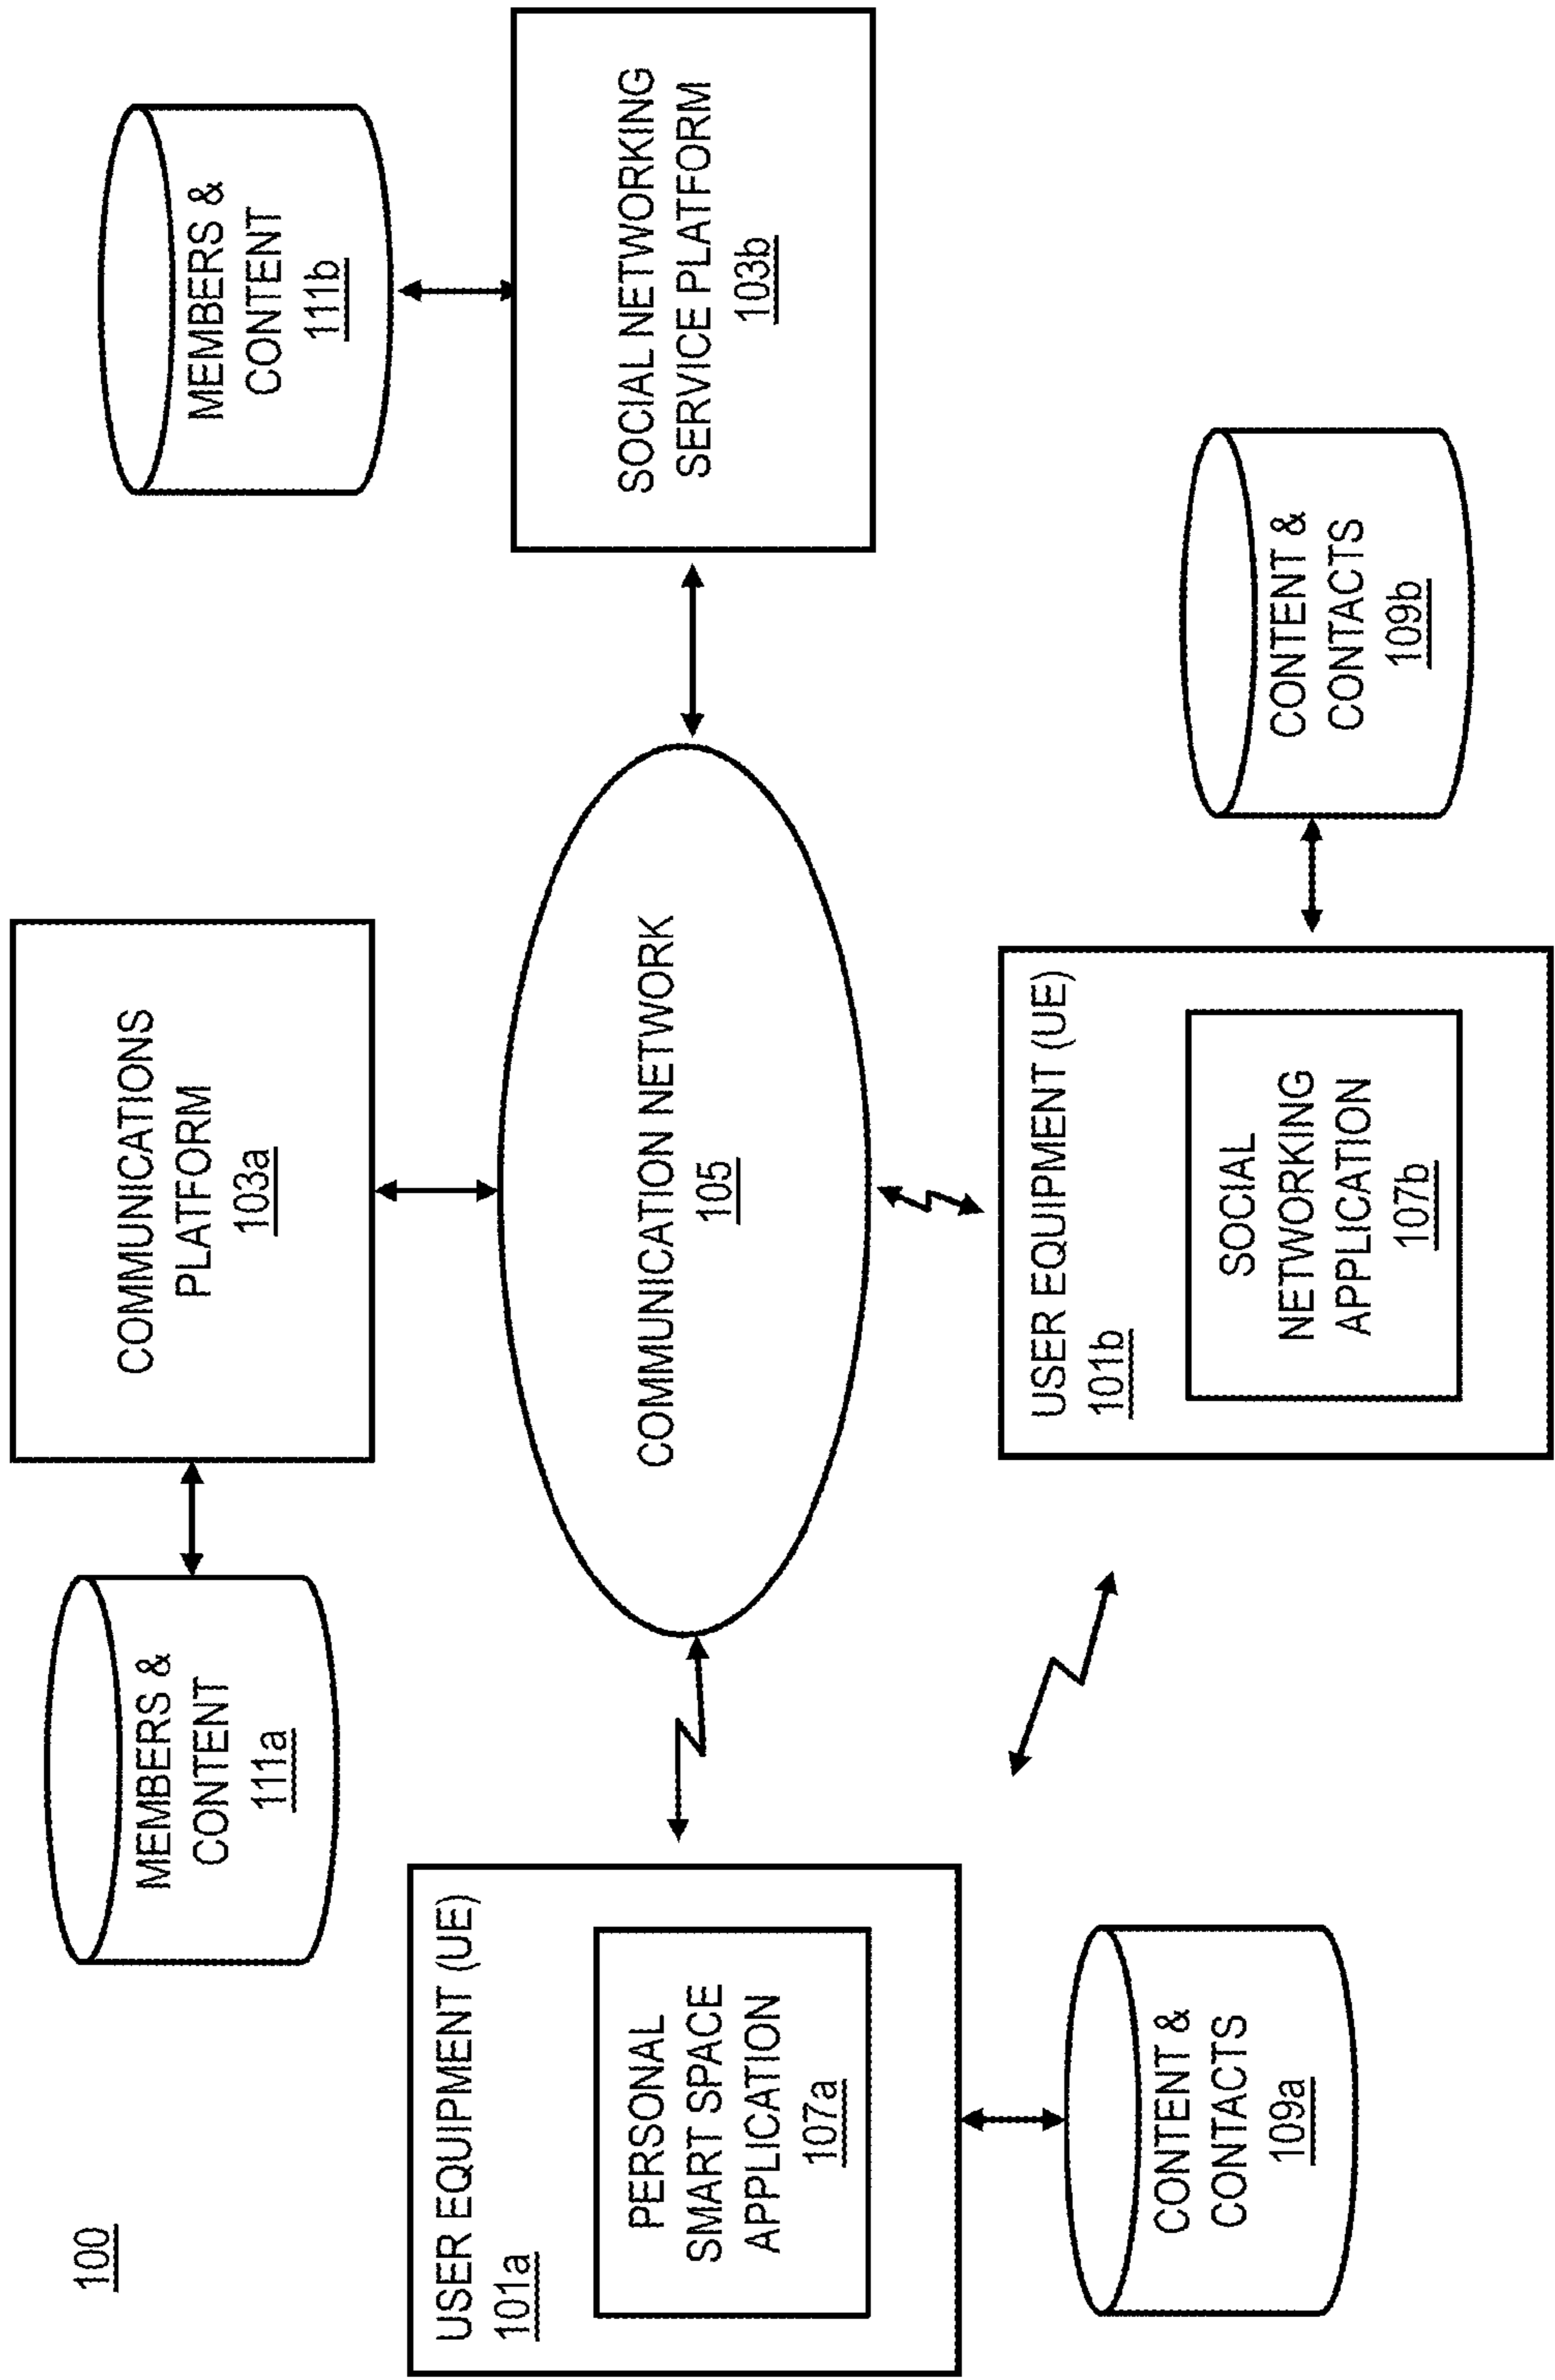 100
MEMBERS &
CONTENT
111a
COMMUNICATIONS
PLATFORM
103a
MEMBERS &
CONTENT
111b
USER EQUIPMENT (UE)
101a
PERSONAL
SMART SPACE
APPLICATION
107a
COMMUNICATION NETWORK
105
SOCIAL NETWORKING
SERVICE PLATFORM
103b
CONTENT &
CONTACTS
109a
USER EQUIPMENT (UE)
101b
SOCIAL
NETWORKING
APPLICATION
107b
CONTENT &
CONTACTS
109b